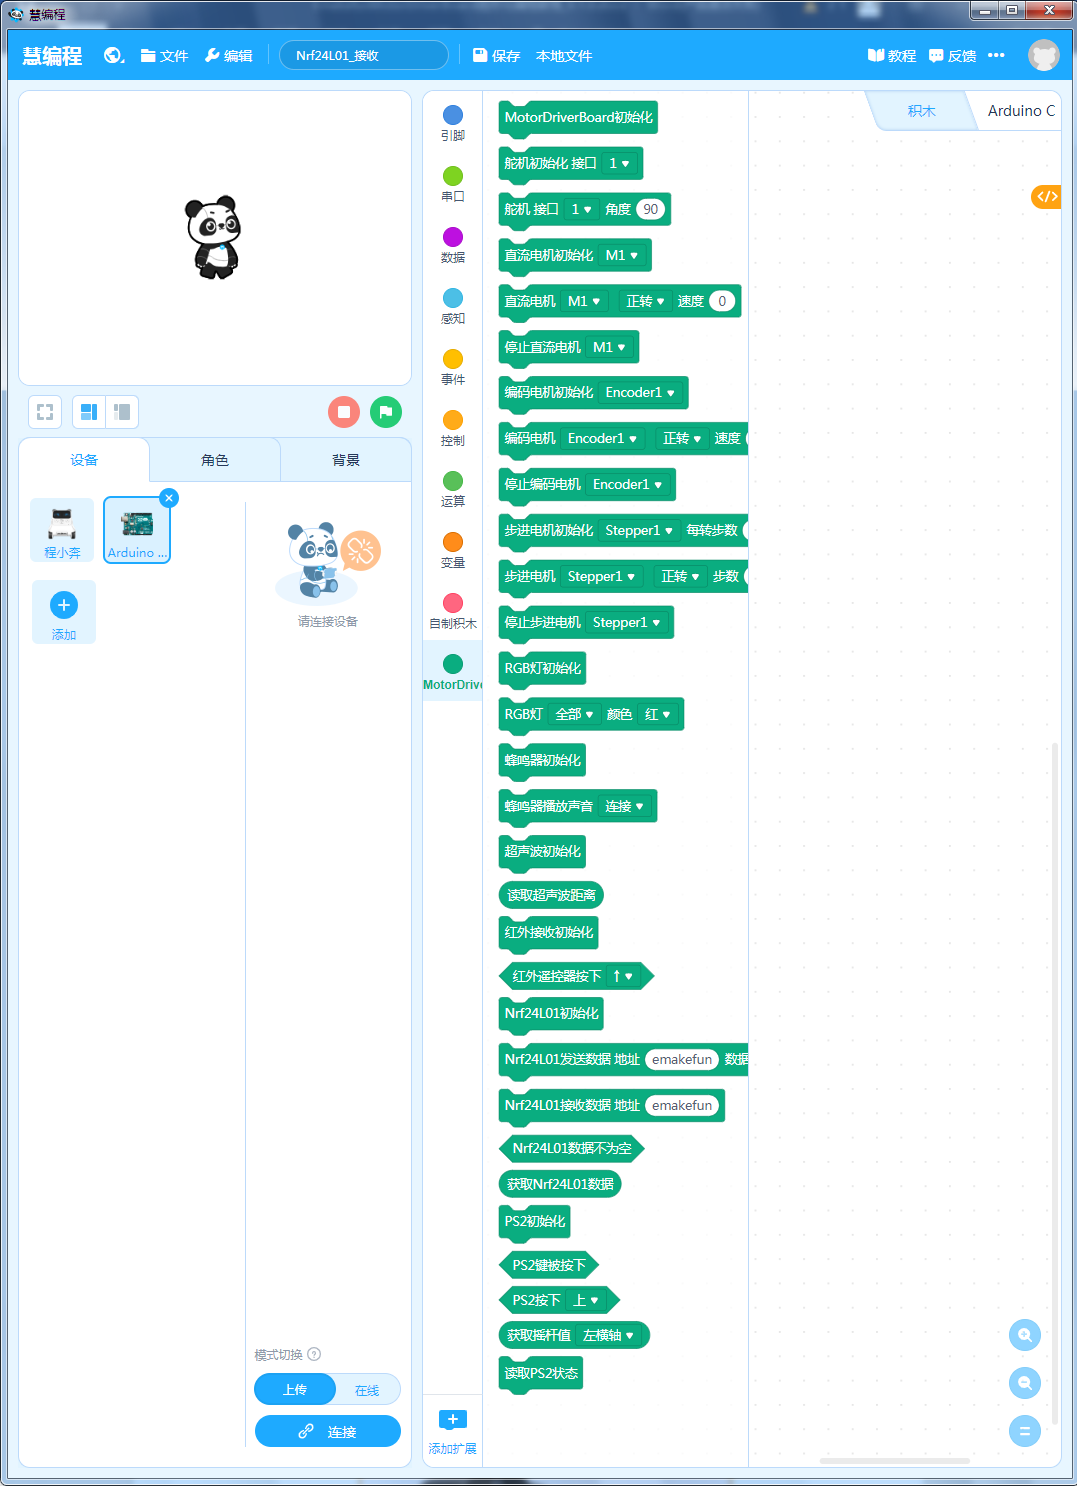 慧编程
慧编程 文件 编辑 Nrf24L01_接收 保存 本地文件 教程 反馈
积木 Arduino C
设备 角色 背景
程小奔 Arduino ...
添加
请连接设备
模式切换 ?
上传 在线
连接
引脚
串口
数据
感知
事件
控制
运算
变量
自制积木
MotorDrive
添加扩展
MotorDriverBoard初始化
舵机初始化 接口 1
舵机 接口 1 角度 90
直流电机初始化 M1
直流电机 M1 正转 速度 0
停止直流电机 M1
编码电机初始化 Encoder1
编码电机 Encoder1 正转 速度
停止编码电机 Encoder1
步进电机初始化 Stepper1 每转步数
步进电机 Stepper1 正转 步数
停止步进电机 Stepper1
RGB灯初始化
RGB灯 全部 颜色 红
蜂鸣器初始化
蜂鸣器播放声音 连接
超声波初始化
读取超声波距离
红外接收初始化
红外遥控器按下 ↑
Nrf24L01初始化
Nrf24L01发送数据 地址 emakefun 数据
Nrf24L01接收数据 地址 emakefun
Nrf24L01数据不为空
获取Nrf24L01数据
PS2初始化
PS2键被按下
PS2按下 上
获取摇杆值 左横轴
读取PS2状态